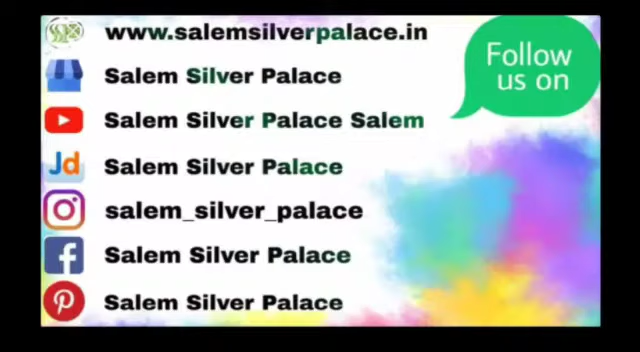 www.salemsilverpalace.in
Follow
us on
Salem Silver Palace
Salem Silver Palace Salem
Jd
Salem Silver Palace
salem_silver_palace
Salem Silver Palace
Salem Silver Palace